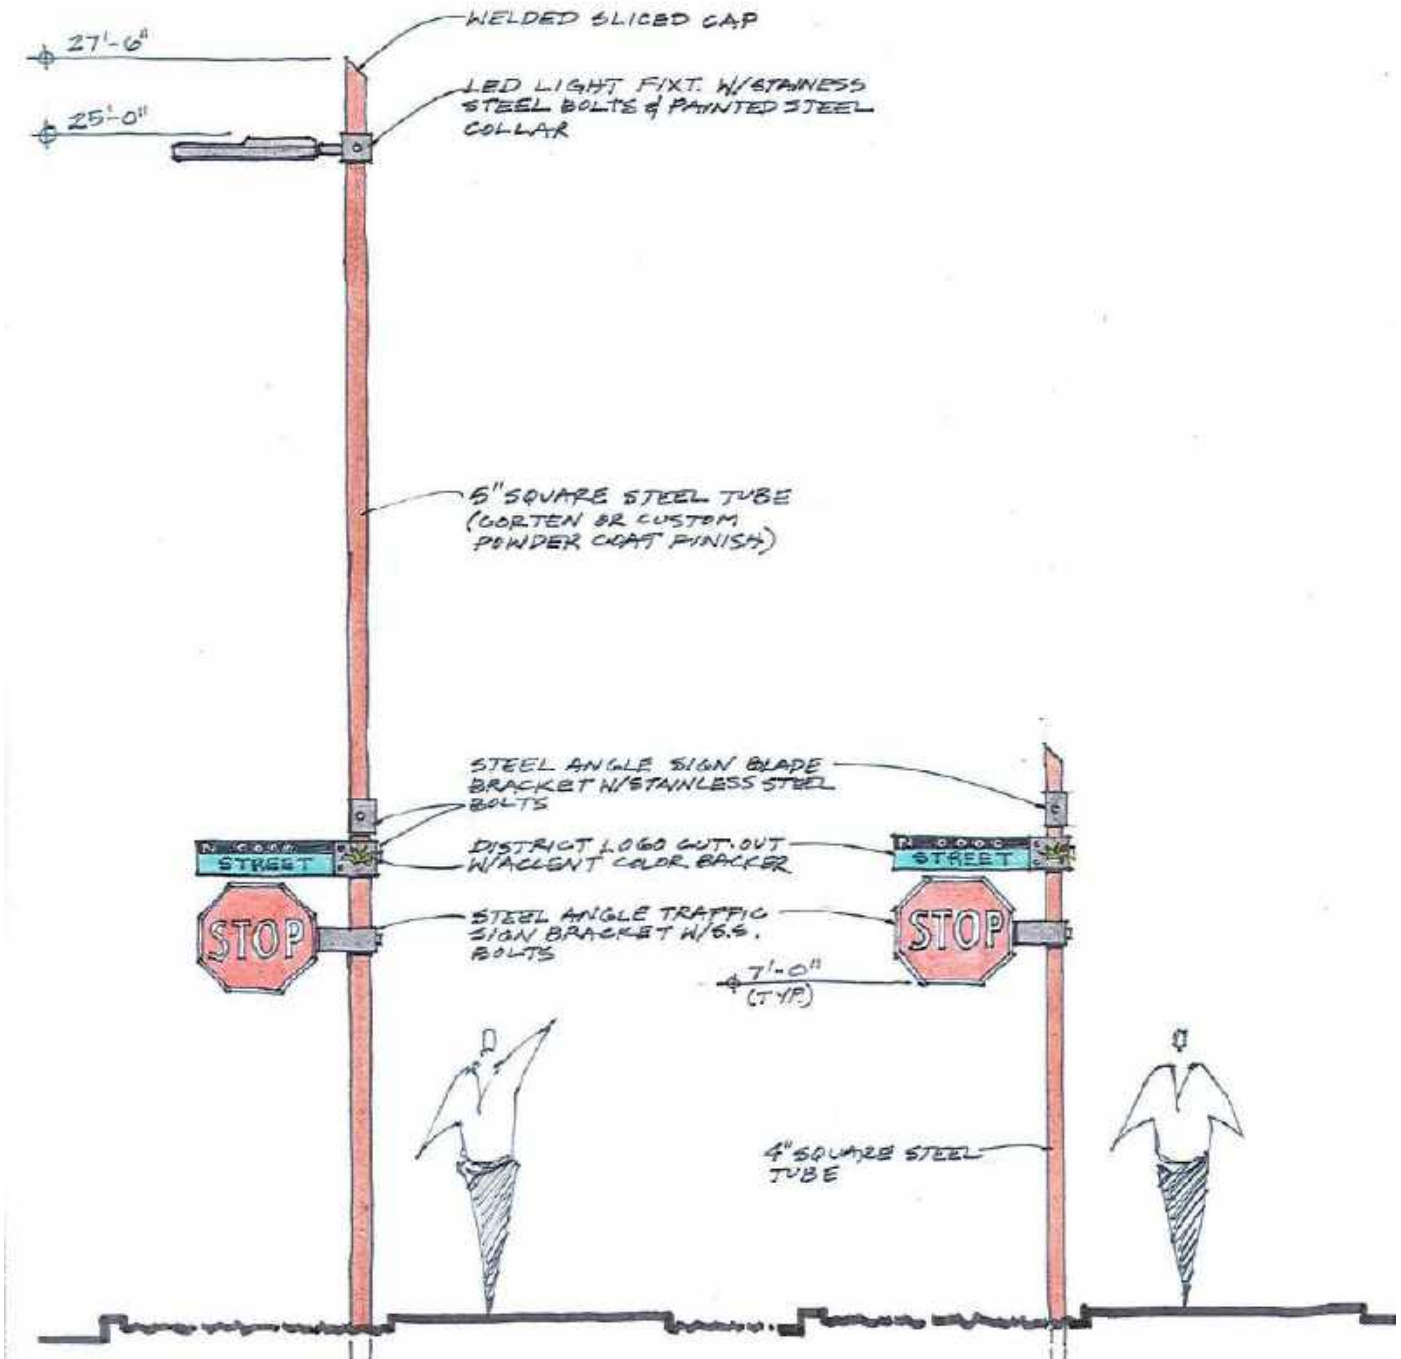 WELDED SLICED CAP
27'-6"
LED LIGHT FIXT. W/STAINESS
STEEL BOLTS & PAINTED STEEL
COLLAR
25'-0"
5" SQUARE STEEL TUBE
(CORTEN OR CUSTOM
POWDER COAT FINISH)
STEEL ANGLE SIGN BLADE
BRACKET W/STAINLESS STEEL
BOLTS
DISTRICT LOGO CUT-OUT
W/ACCENT COLOR BACKER
N 0000
STREET
N 0000
STREET
STEEL ANGLE TRAFFIC
SIGN BRACKET W/S.S.
BOLTS
STOP
STOP
7'-0"
(TYP.)
4" SQUARE STEEL
TUBE